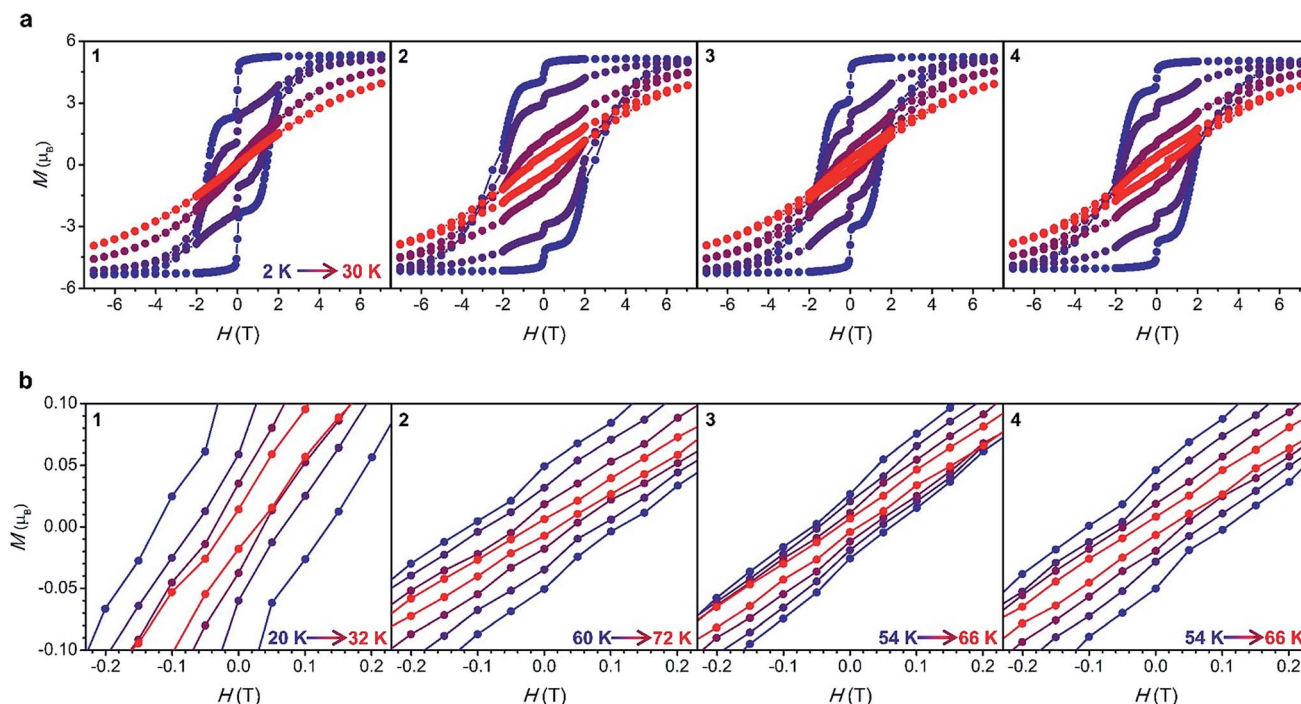 a
1 2 3 4
6
3
0
-3
-6
M (μB)
2 K → 30 K
-6 -4 -2 0 2 4 6 -6 -4 -2 0 2 4 6 -6 -4 -2 0 2 4 6 -6 -4 -2 0 2 4 6
H (T) H (T) H (T) H (T)
b
1 2 3 4
0.10
0.05
0.00
-0.05
-0.10
M (μB)
20 K → 32 K 60 K → 72 K 54 K → 66 K 54 K → 66 K
-0.2 -0.1 0.0 0.1 0.2 -0.2 -0.1 0.0 0.1 0.2 -0.2 -0.1 0.0 0.1 0.2 -0.2 -0.1 0.0 0.1 0.2
H (T) H (T) H (T) H (T)